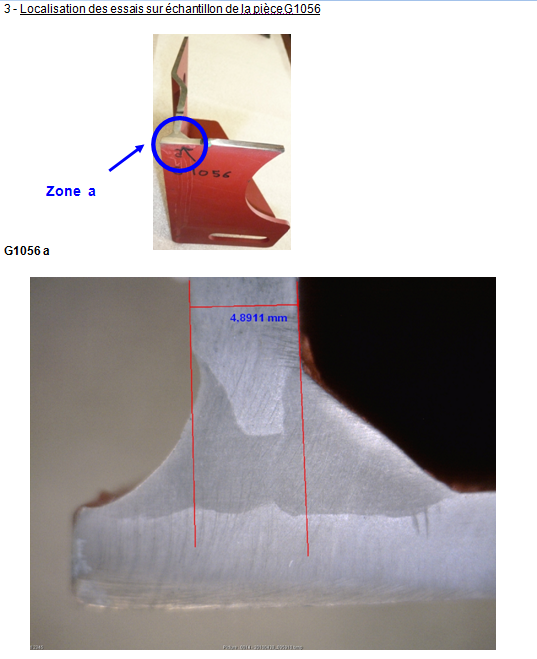 3 - Localisation des essais sur échantillon de la pièce G1056
Zone a
a
1056
G1056 a
4,8911 mm